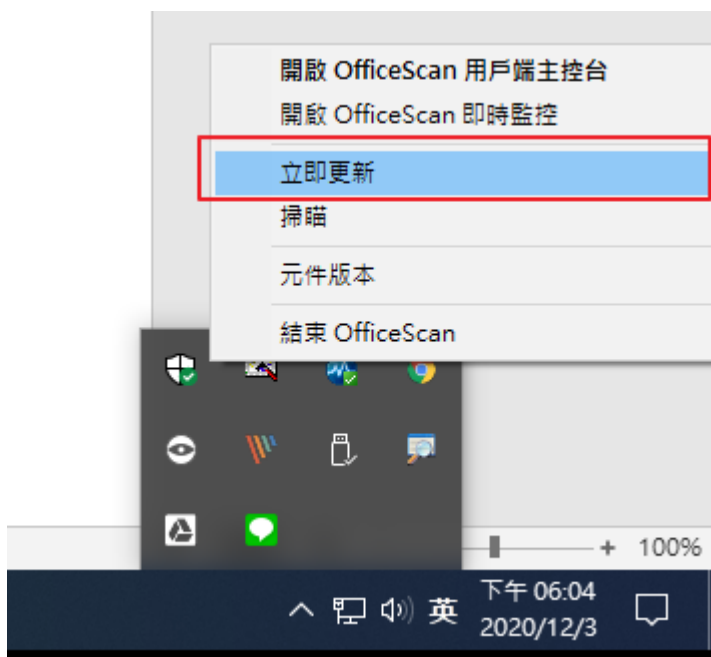 開啟 OfficeScan 用戶端主控台
開啟 OfficeScan 即時監控
立即更新
掃瞄
元件版本
結束 OfficeScan
+ 100%
英
下午 06:04
2020/12/3